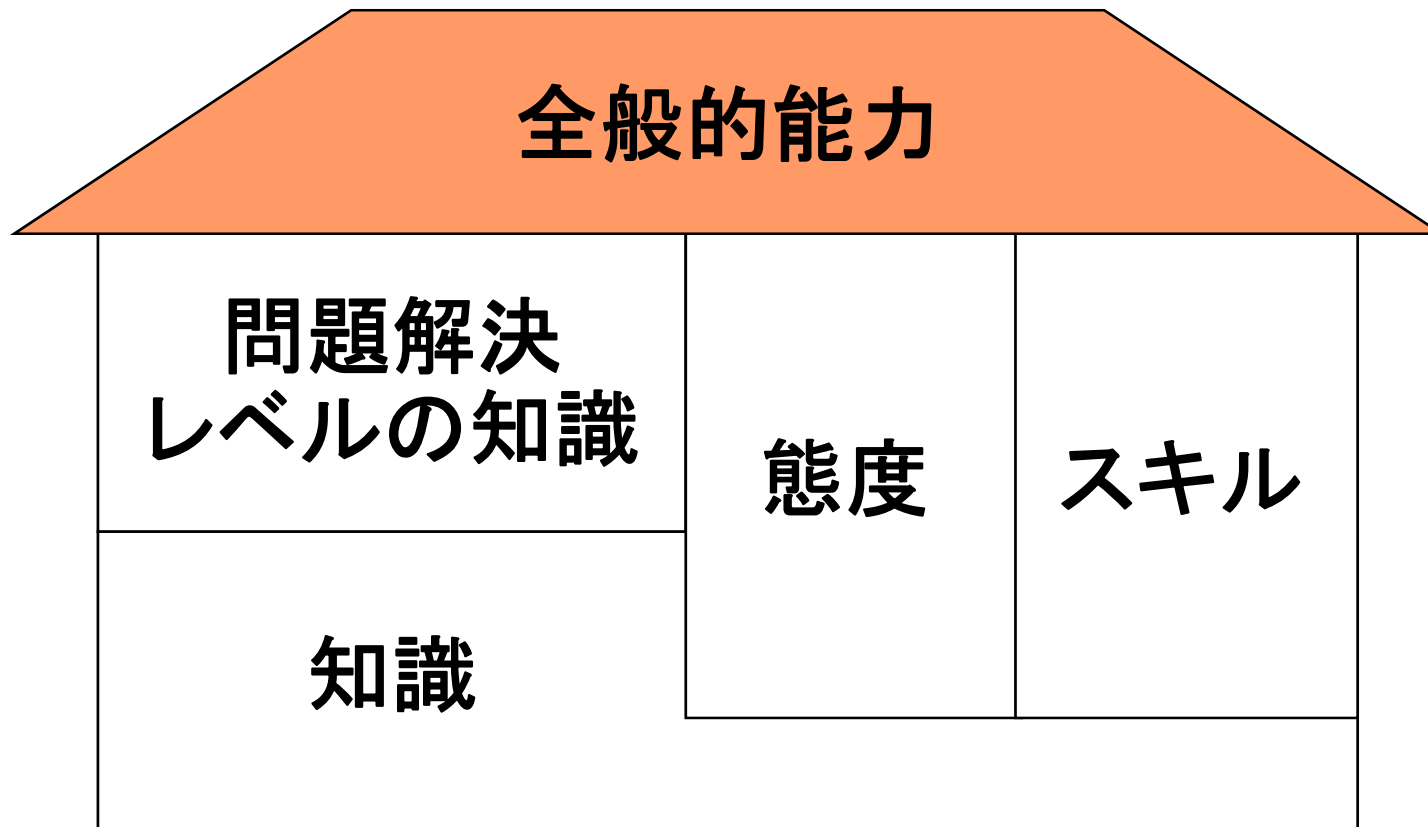 全般的能力
問題解決
レベルの知識
態度
スキル
知識